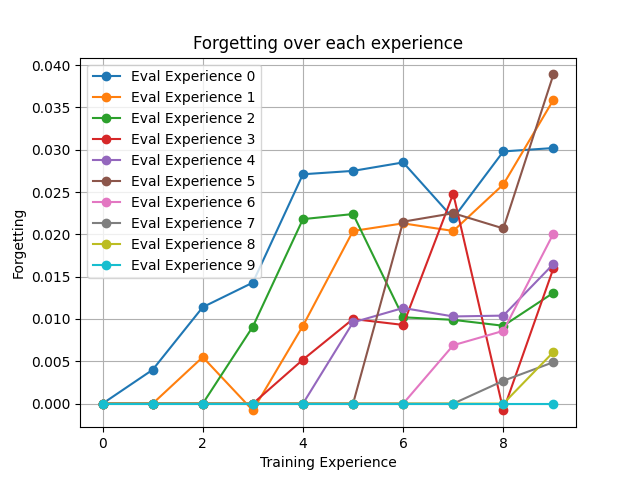 Forgetting over each experience
0.040
0.035
0.030
0.025
0.020
0.015
0.010
0.005
0.000
Forgetting
Eval Experience 0
Eval Experience 1
Eval Experience 2
Eval Experience 3
Eval Experience 4
Eval Experience 5
Eval Experience 6
Eval Experience 7
Eval Experience 8
Eval Experience 9
0 2 4 6 8
Training Experience